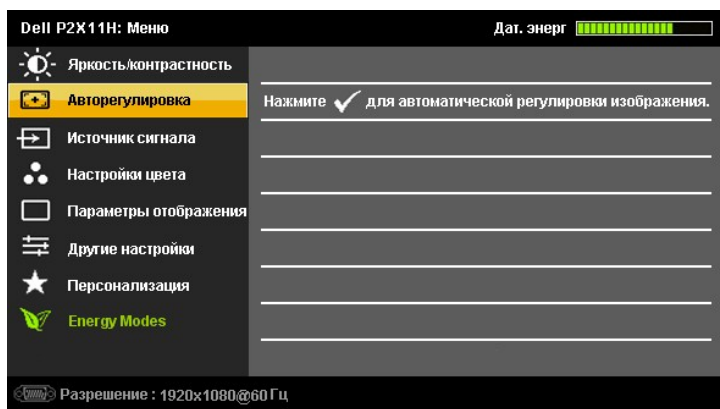 Dell P2X11H: Меню
Дат. энерг
Яркость/контрастность
Авторегулировка
Нажмите для автоматической регулировки изображения.
Источник сигнала
Настройки цвета
Параметры отображения
Другие настройки
Персонализация
Energy Modes
Разрешение : 1920x1080@60 Гц